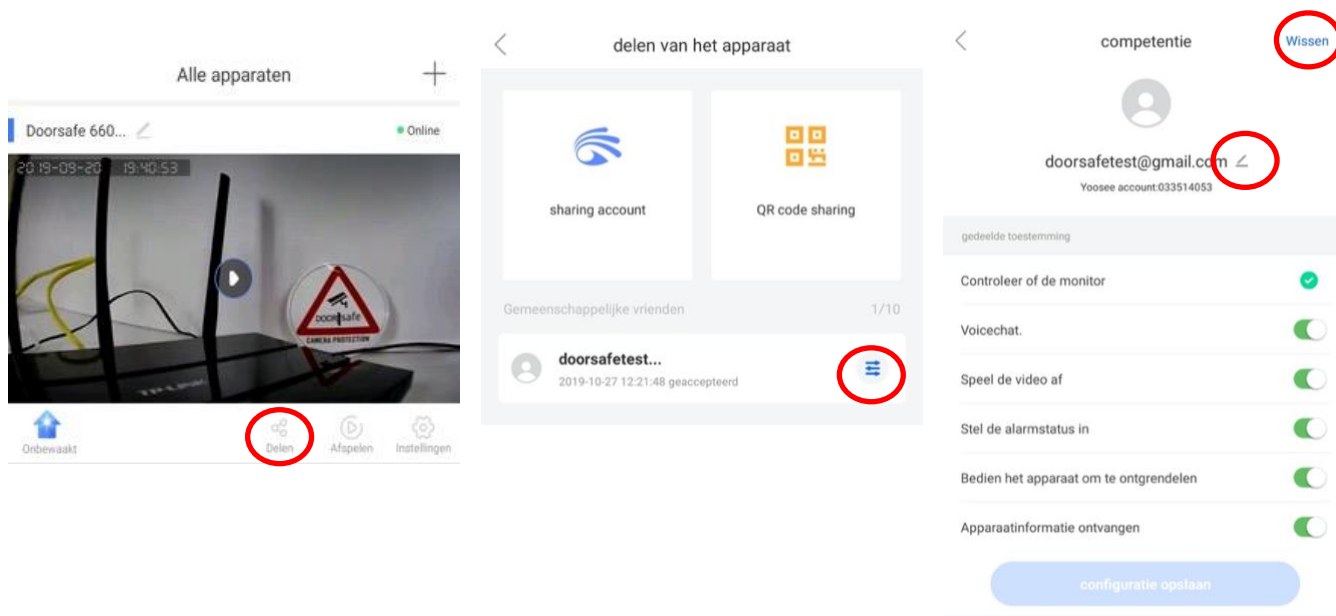 Alle apparaten
Doorsafe 660...
Online
2019-09-20 19:40:53
Doorsafe
CAMERA PROTECTION
TP-LINK
Onbewaakt
Delen
Afspelen
Instellingen
delen van het apparaat
sharing account
QR code sharing
Gemeenschappelijke vrienden
1/10
doorsafetest...
2019-10-27 12:21:48 geaccepteerd
competentie
Wissen
doorsafetest@gmail.com
Yoosee account:033514053
gedeelde toestemming
Controleer of de monitor
Voicechat.
Speel de video af
Stel de alarmstatus in
Bedien het apparaat om te ontgrendelen
Apparaatinformatie ontvangen
configuratie opslaan